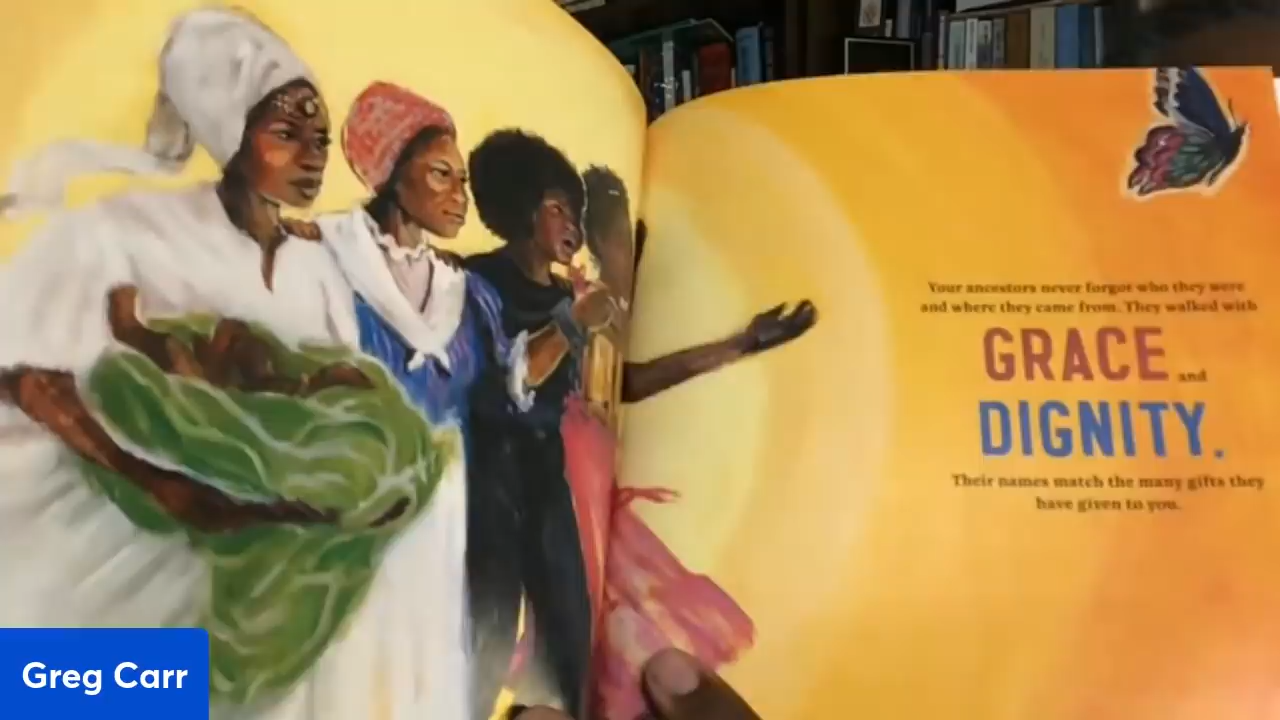 Your ancestors never forgot who they were
and where they came from. They walked with
GRACE and
DIGNITY.
Their names match the many gifts they
have given to you.
Greg Carr